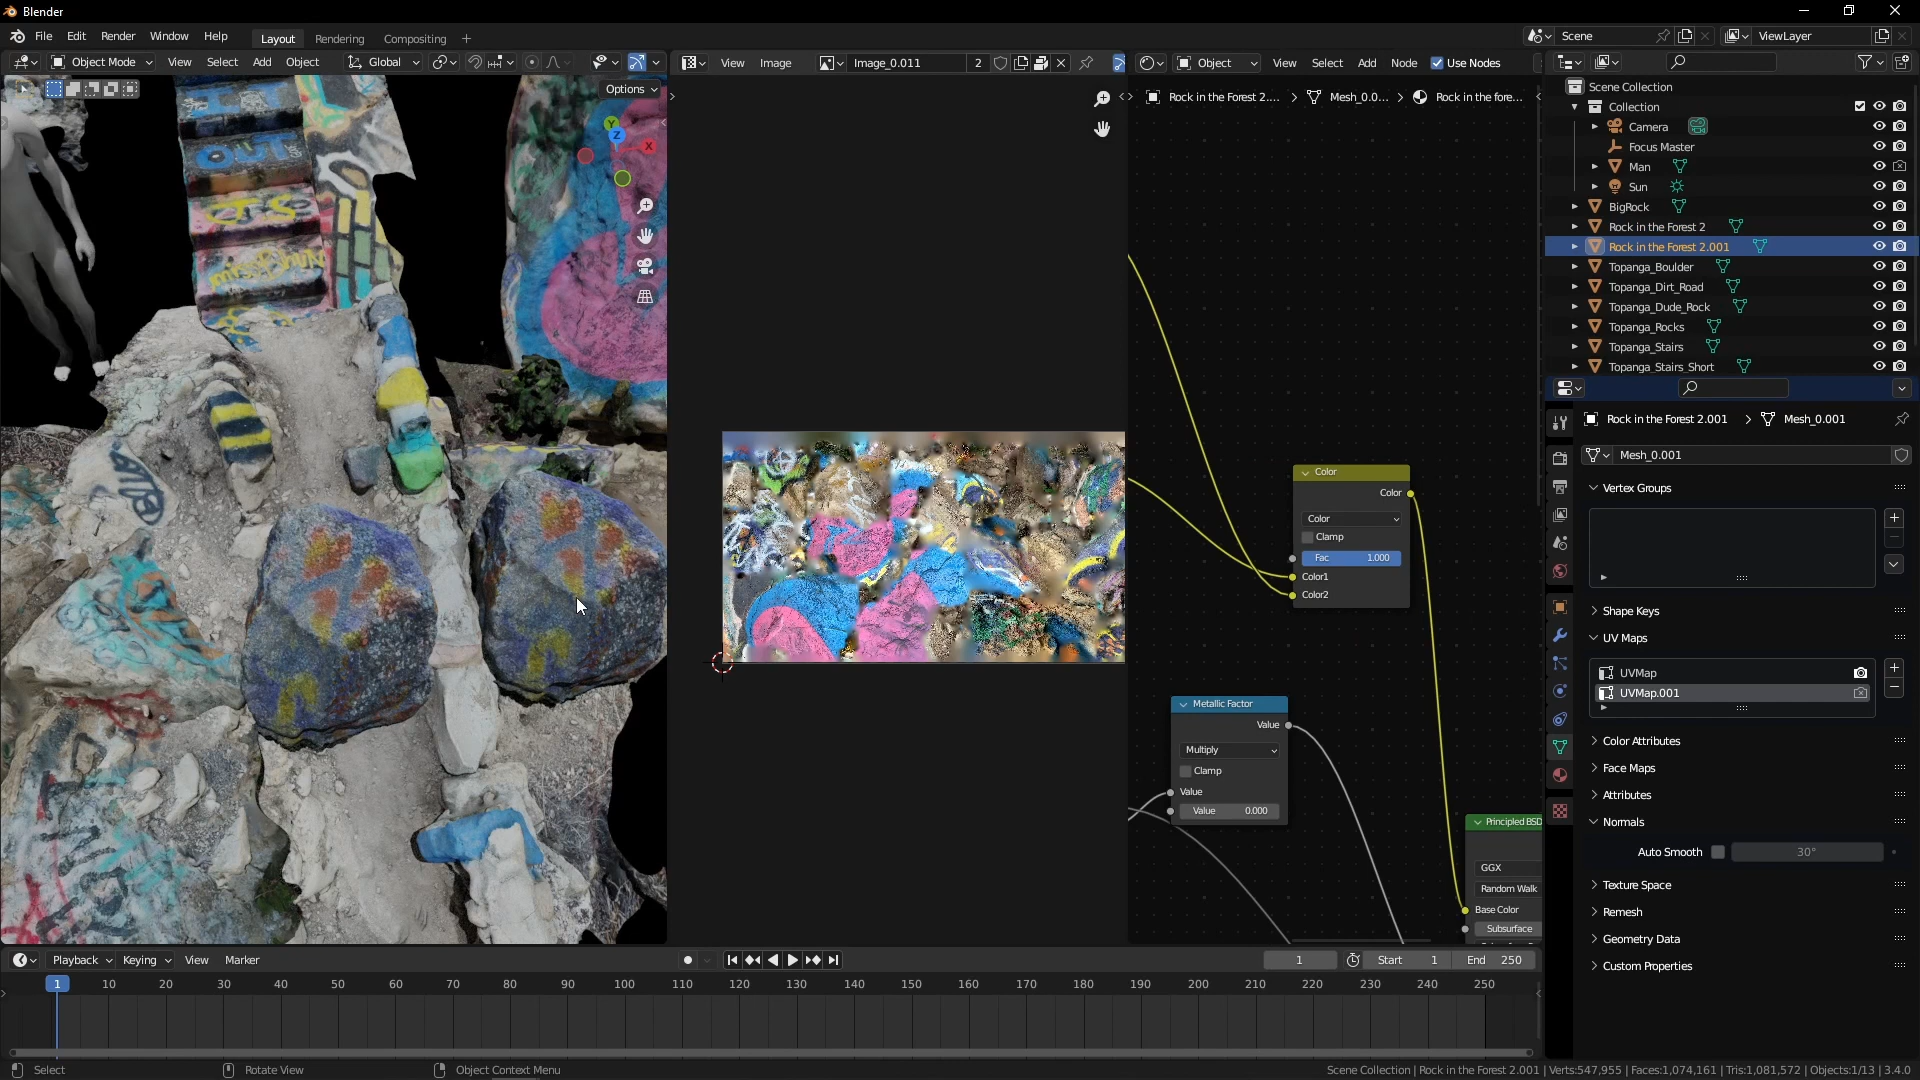 Blender
File Edit Render Window Help Layout Rendering Compositing + Scene ViewLayer
Object Mode View Select Add Object Global
View Image Image_0.011 2
Object View Select Add Node Use Nodes
Options
Rock in the Forest 2.... > Mesh_0.0... > Rock in the fore...
Scene Collection
Collection
Camera
Focus Master
Man
Sun
BigRock
Rock in the Forest 2
Rock in the Forest 2.001
Topanga_Boulder
Topanga_Dirt_Road
Topanga_Dude_Rock
Topanga_Rocks
Topanga_Stairs
Topanga_Stairs_Short
Y
Z
X
OUT
Color
Color
Color
Clamp
Fac 1.000
Color1
Color2
Metallic Factor
Value
Multiply
Clamp
Value
Value 0.000
Principled BSD
GGX
Random Walk
Base Color
Subsurface
Rock in the Forest 2.001 > Mesh_0.001
Mesh_0.001
Vertex Groups
Shape Keys
UV Maps
UVMap
UVMap.001
Color Attributes
Face Maps
Attributes
Normals
Auto Smooth 30°
Texture Space
Remesh
Geometry Data
Custom Properties
Playback Keying View Marker 1 Start 1 End 250
1 10 20 30 40 50 60 70 80 90 100 110 120 130 140 150 160 170 180 190 200 210 220 230 240 250
Select Rotate View Object Context Menu Scene Collection | Rock in the Forest 2.001 | Verts:547,955 | Faces:1,074,161 | Tris:1,081,572 | Objects:1/13 | 3.4.0